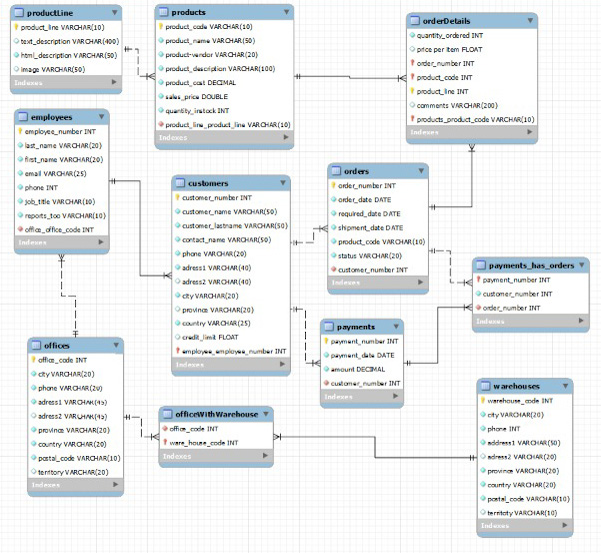 productLine
product_line VARCHAR(10)
text_description VARCHAR(400)
html_description VARCHAR(50)
image VARCHAR(50)
Indexes
products
product_code VARCHAR(10)
product_name VARCHAR(50)
product-vendor VARCHAR(20)
product_description VARCHAR(100)
product_cost DECIMAL
sales_price DOUBLE
quantity_instock INT
product_line_product_line VARCHAR(10)
Indexes
orderDetails
quantity_ordered INT
price per item FLOAT
order_number INT
product_code INT
product_line INT
comments VARCHAR(200)
products_product_code VARCHAR(10)
Indexes
employees
employee_number INT
last_name VARCHAR(20)
first_name VARCHAR(20)
email VARCHAR(25)
phone INT
job_title VARCHAR(10)
reports_too VARCHAR(10)
office_office_code INT
Indexes
customers
customer_number INT
customer_name VARCHAR(50)
customer_lastname VARCHAR(50)
contact_name VARCHAR(50)
phone VARCHAR(20)
adress1 VARCHAR(40)
adress2 VARCHAR(40)
city VARCHAR(20)
province VARCHAR(20)
country VARCHAR(25)
credit_limit FLOAT
employee_employee_number INT
Indexes
orders
order_number INT
order_date DATE
required_date DATE
shipment_date DATE
product_code VARCHAR(10)
status VARCHAR(20)
customer_number INT
Indexes
payments_has_orders
payment_number INT
customer_number INT
order_number INT
Indexes
payments
payment_number INT
payment_date DATE
amount DECIMAL
customer_number INT
Indexes
offices
office_code INT
city VARCHAR(20)
phone VARCHAR(20)
adress1 VARCHAR(45)
adress2 VARCHAR(45)
province VARCHAR(20)
country VARCHAR(20)
postal_code VARCHAR(10)
territory VARCHAR(20)
Indexes
officeWithWarehouse
office_code INT
ware_house_code INT
Indexes
warehouses
warehouse_code INT
city VARCHAR(20)
phone INT
address1 VARCHAR(50)
adress2 VARCHAR(20)
province VARCHAR(20)
country VARCHAR(20)
postal_code VARCHAR(10)
territoty VARCHAR(10)
Indexes